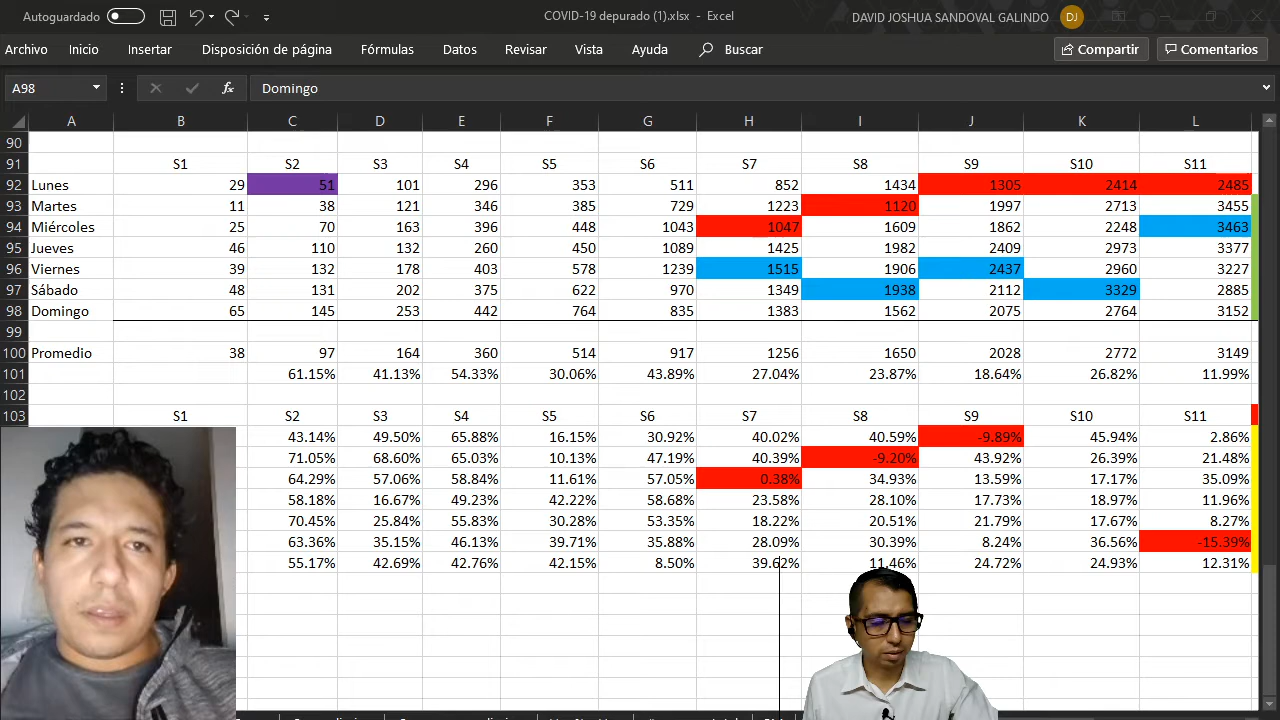 Autoguardado COVID-19 depurado (1).xlsx - Excel DAVID JOSHUA SANDOVAL GALINDO DJ
Archivo Inicio Insertar Disposición de página Fórmulas Datos Revisar Vista Ayuda Buscar Compartir Comentarios
A98 fx Domingo
A B C D E F G H I J K L
90
91 S1 S2 S3 S4 S5 S6 S7 S8 S9 S10 S11
92 Lunes 29 51 101 296 353 511 852 1434 1305 2414 2485
93 Martes 11 38 121 346 385 729 1223 1120 1997 2713 3455
94 Miércoles 25 70 163 396 448 1043 1047 1609 1862 2248 3463
95 Jueves 46 110 132 260 450 1089 1425 1982 2409 2973 3377
96 Viernes 39 132 178 403 578 1239 1515 1906 2437 2960 3227
97 Sábado 48 131 202 375 622 970 1349 1938 2112 3329 2885
98 Domingo 65 145 253 442 764 835 1383 1562 2075 2764 3152
99
100 Promedio 38 97 164 360 514 917 1256 1650 2028 2772 3149
101 61.15% 41.13% 54.33% 30.06% 43.89% 27.04% 23.87% 18.64% 26.82% 11.99%
102
103 S1 S2 S3 S4 S5 S6 S7 S8 S9 S10 S11
43.14% 49.50% 65.88% 16.15% 30.92% 40.02% 40.59% -9.89% 45.94% 2.86%
71.05% 68.60% 65.03% 10.13% 47.19% 40.39% -9.20% 43.92% 26.39% 21.48%
64.29% 57.06% 58.84% 11.61% 57.05% 0.38% 34.93% 13.59% 17.17% 35.09%
58.18% 16.67% 49.23% 42.22% 58.68% 23.58% 28.10% 17.73% 18.97% 11.96%
70.45% 25.84% 55.83% 30.28% 53.35% 18.22% 20.51% 21.79% 17.67% 8.27%
63.36% 35.15% 46.13% 39.71% 35.88% 28.09% 30.39% 8.24% 36.56% -15.39%
55.17% 42.69% 42.76% 42.15% 8.50% 39.62% 11.46% 24.72% 24.93% 12.31%